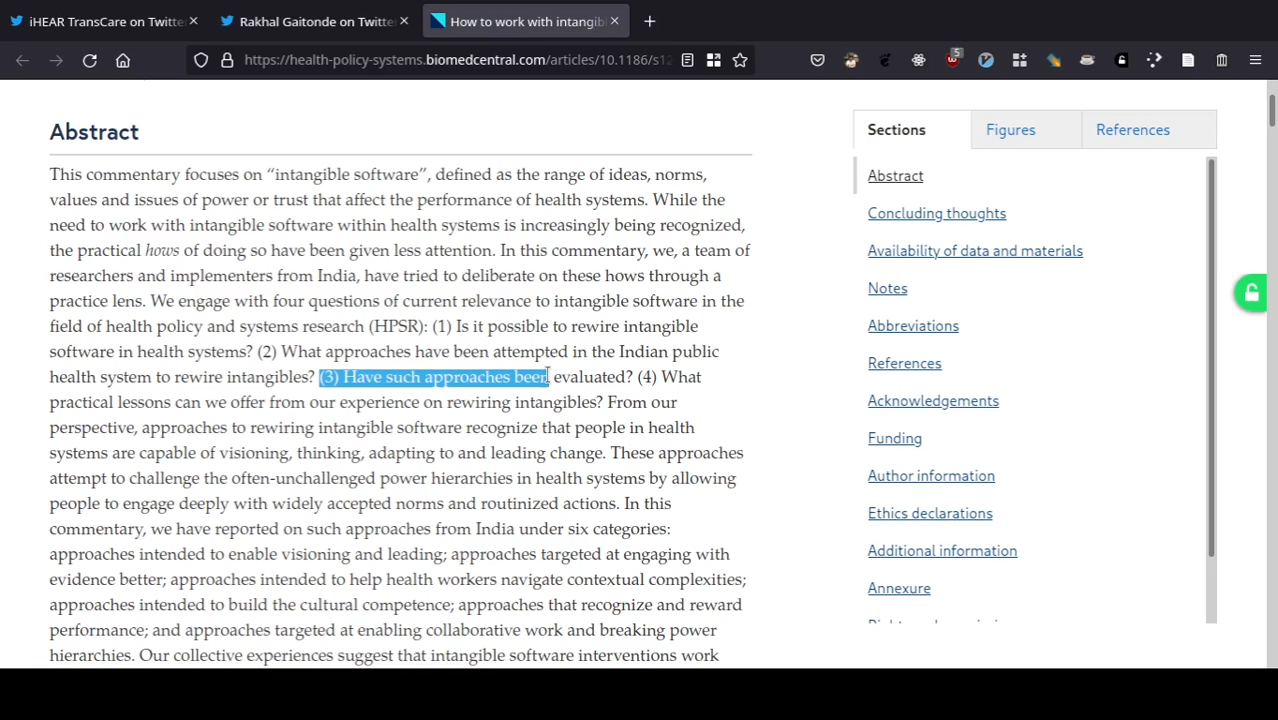 iHEAR TransCare on Twitter
Rakhal Gaitonde on Twitte
How to work with intangib
https://health-policy-systems.biomedcentral.com/articles/10.1186/s12
5
Abstract
This commentary focuses on “intangible software”, defined as the range of ideas, norms,
values and issues of power or trust that affect the performance of health systems. While the
need to work with intangible software within health systems is increasingly being recognized,
the practical hows of doing so have been given less attention. In this commentary, we, a team of
researchers and implementers from India, have tried to deliberate on these hows through a
practice lens. We engage with four questions of current relevance to intangible software in the
field of health policy and systems research (HPSR): (1) Is it possible to rewire intangible
software in health systems? (2) What approaches have been attempted in the Indian public
health system to rewire intangibles? (3) Have such approaches been evaluated? (4) What
practical lessons can we offer from our experience on rewiring intangibles? From our
perspective, approaches to rewiring intangible software recognize that people in health
systems are capable of visioning, thinking, adapting to and leading change. These approaches
attempt to challenge the often-unchallenged power hierarchies in health systems by allowing
people to engage deeply with widely accepted norms and routinized actions. In this
commentary, we have reported on such approaches from India under six categories:
approaches intended to enable visioning and leading; approaches targeted at engaging with
evidence better; approaches intended to help health workers navigate contextual complexities;
approaches intended to build the cultural competence; approaches that recognize and reward
performance; and approaches targeted at enabling collaborative work and breaking power
hierarchies. Our collective experiences suggest that intangible software interventions work
Sections
Figures
References
Abstract
Concluding thoughts
Availability of data and materials
Notes
Abbreviations
References
Acknowledgements
Funding
Author information
Ethics declarations
Additional information
Annexure